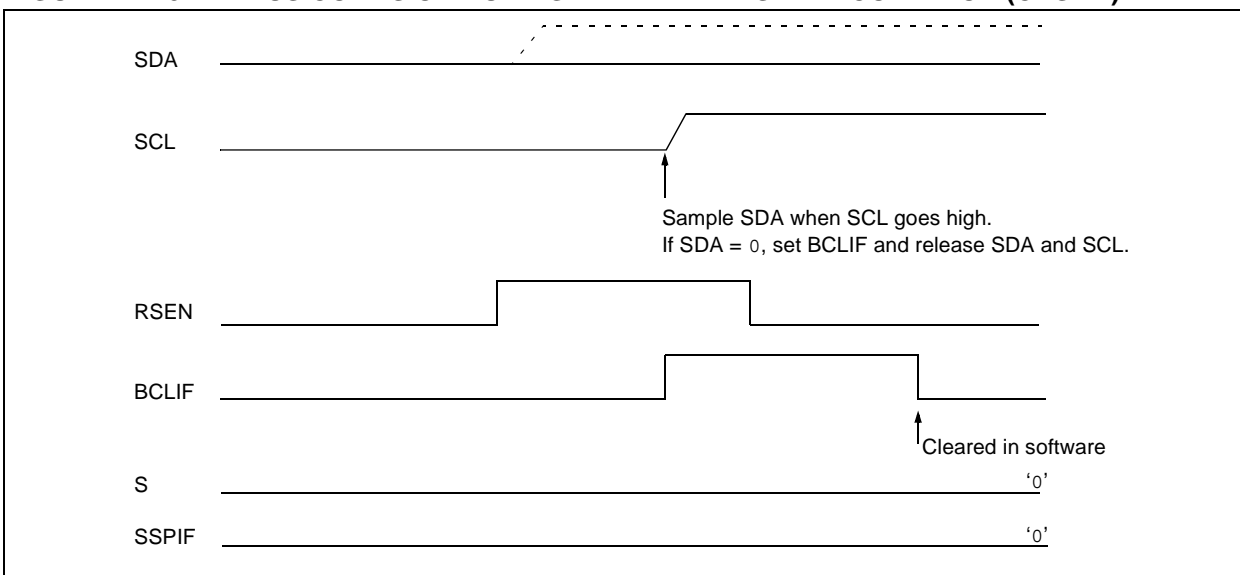 SDA
SCL
Sample SDA when SCL goes high.
If SDA = 0, set BCLIF and release SDA and SCL.
RSEN
BCLIF
Cleared in software
S
‘0’
SSPIF
‘0’